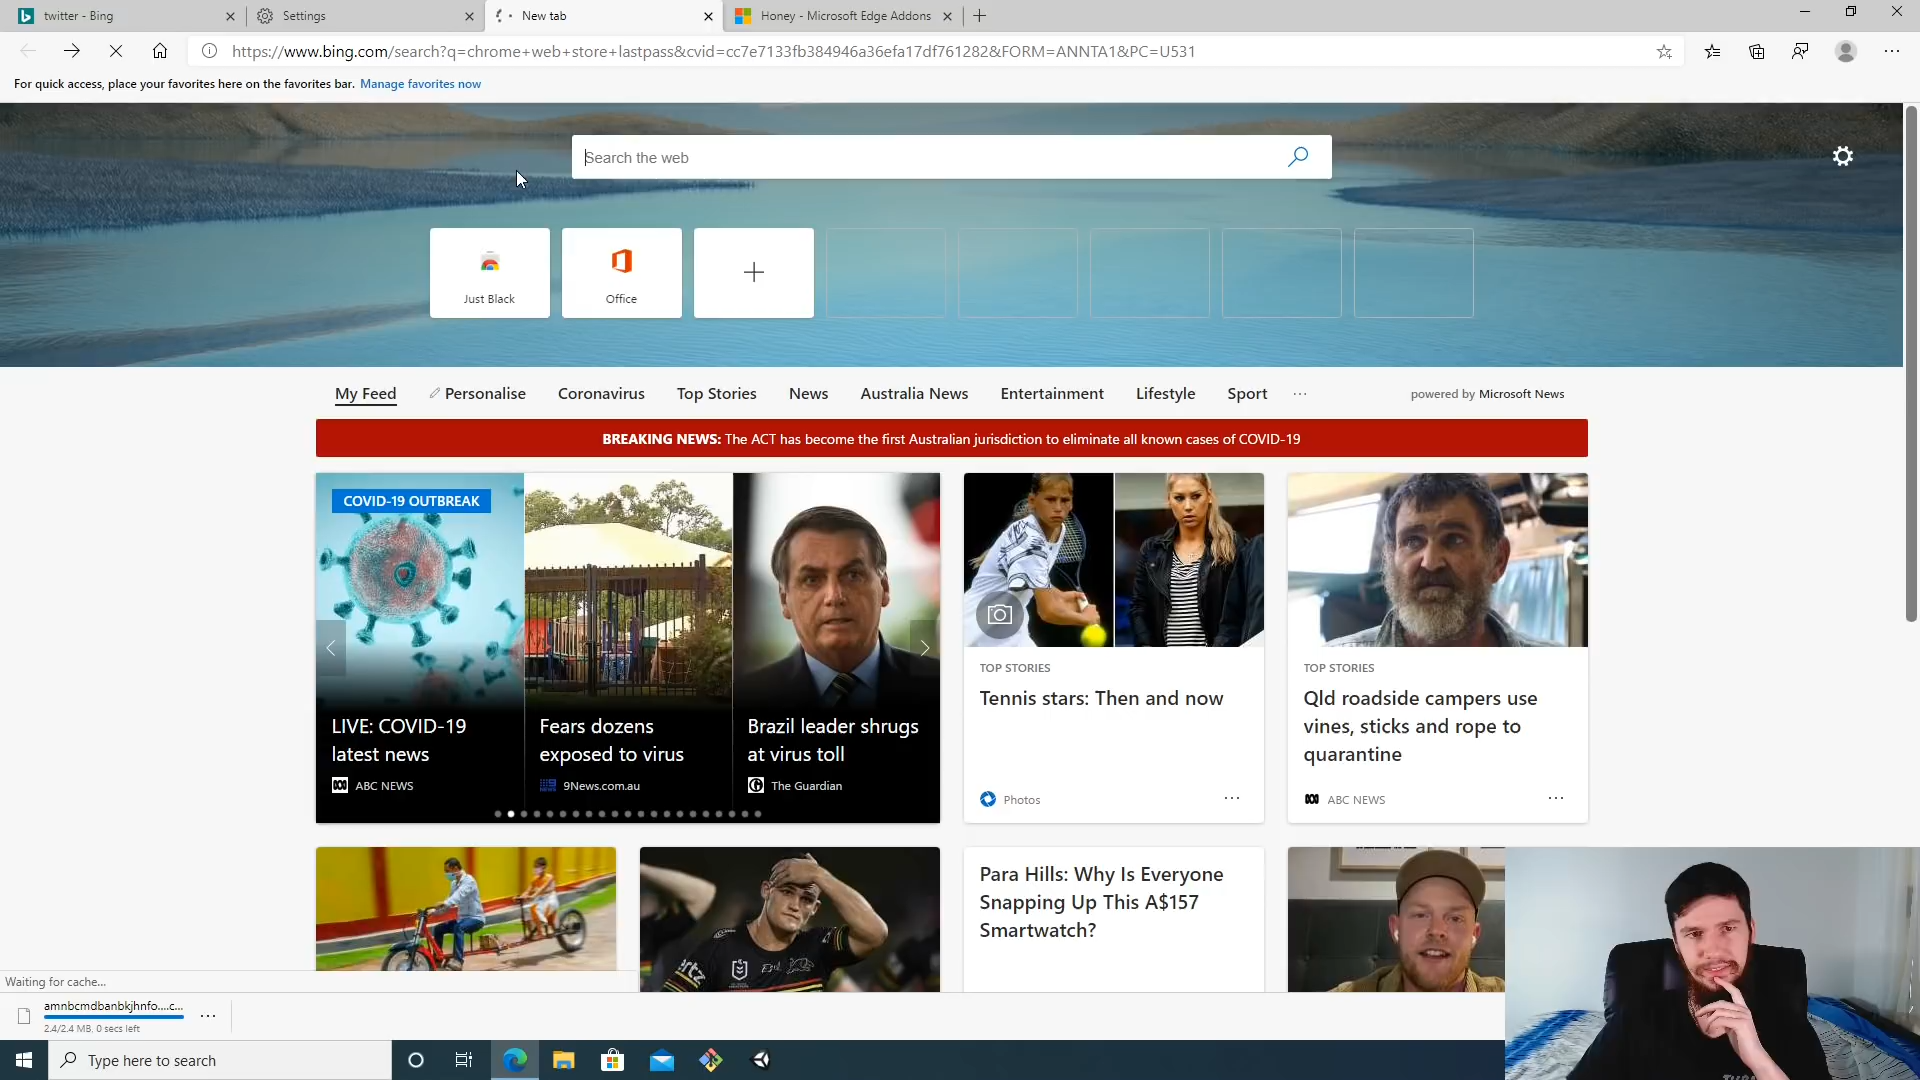 twitter - Bing
Settings
New tab
Honey - Microsoft Edge Addons
https://www.bing.com/search?q=chrome+web+store+lastpass&cvid=cc7e7133fb384946a36efa17df761282&FORM=ANNTA1&PC=U531
For quick access, place your favorites here on the favorites bar. Manage favorites now
Search the web
Just Black
Office
My Feed
Personalise
Coronavirus
Top Stories
News
Australia News
Entertainment
Lifestyle
Sport
powered by Microsoft News
BREAKING NEWS: The ACT has become the first Australian jurisdiction to eliminate all known cases of COVID-19
COVID-19 OUTBREAK
LIVE: COVID-19
latest news
ABC NEWS
Fears dozens
exposed to virus
9News.com.au
Brazil leader shrugs
at virus toll
The Guardian
TOP STORIES
Tennis stars: Then and now
Photos
TOP STORIES
Qld roadside campers use
vines, sticks and rope to
quarantine
ABC NEWS
Para Hills: Why Is Everyone
Snapping Up This A$157
Smartwatch?
Waiting for cache...
amnbcmdbanbkjhnfo....c...
2.4/2.4 MB, 0 secs left
Type here to search